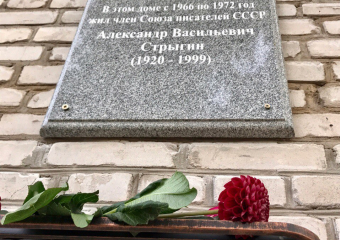 В этом доме с 1966 по 1972 год
жил член Союза писателей СССР
Александр Васильевич
Стрыгин
(1920 - 1999)